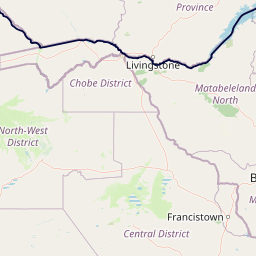 Province
Livingstone
Chobe District
Matabeleland
North
North-West
District
B
Francistown
M
Central District